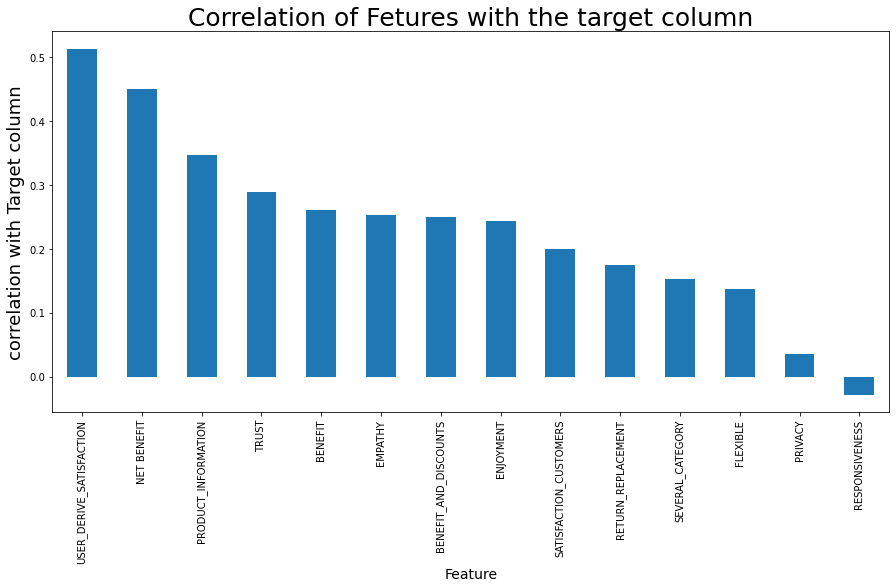 Correlation of Fetures with the target column
correlation with Target column
0.5
0.4
0.3
0.2
0.1
0.0
USER_DERIVE_SATISFACTION
NET BENEFIT
PRODUCT_INFORMATION
TRUST
BENEFIT
EMPATHY
BENEFIT_AND_DISCOUNTS
ENJOYMENT
SATISFACTION_CUSTOMERS
RETURN_REPLACEMENT
SEVERAL_CATEGORY
FLEXIBLE
PRIVACY
RESPONSIVENESS
Feature